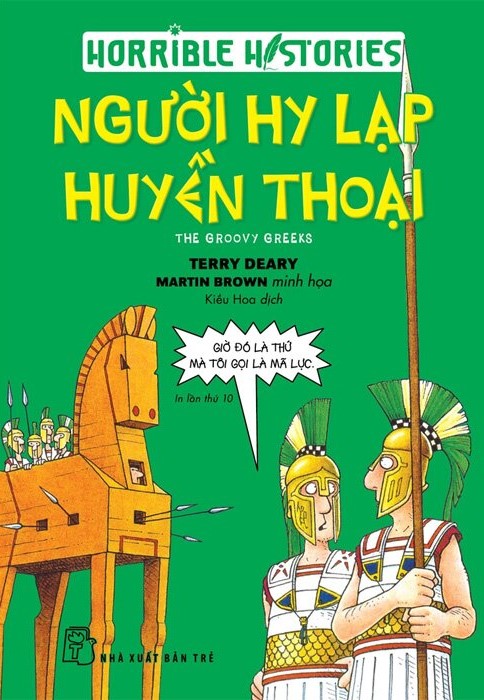 HORRIBLE HISTORIES
NGƯỜI HY LẠP
HUYỀN THOẠI
THE GROOVY GREEKS
TERRY DEARY
MARTIN BROWN minh họa
Kiều Hoa dịch
GIỜ ĐÓ LÀ THỨ
MÀ TÔI GỌI LÀ MÃ LỰC.
In lần thứ 10
NHÀ XUẤT BẢN TRẺ